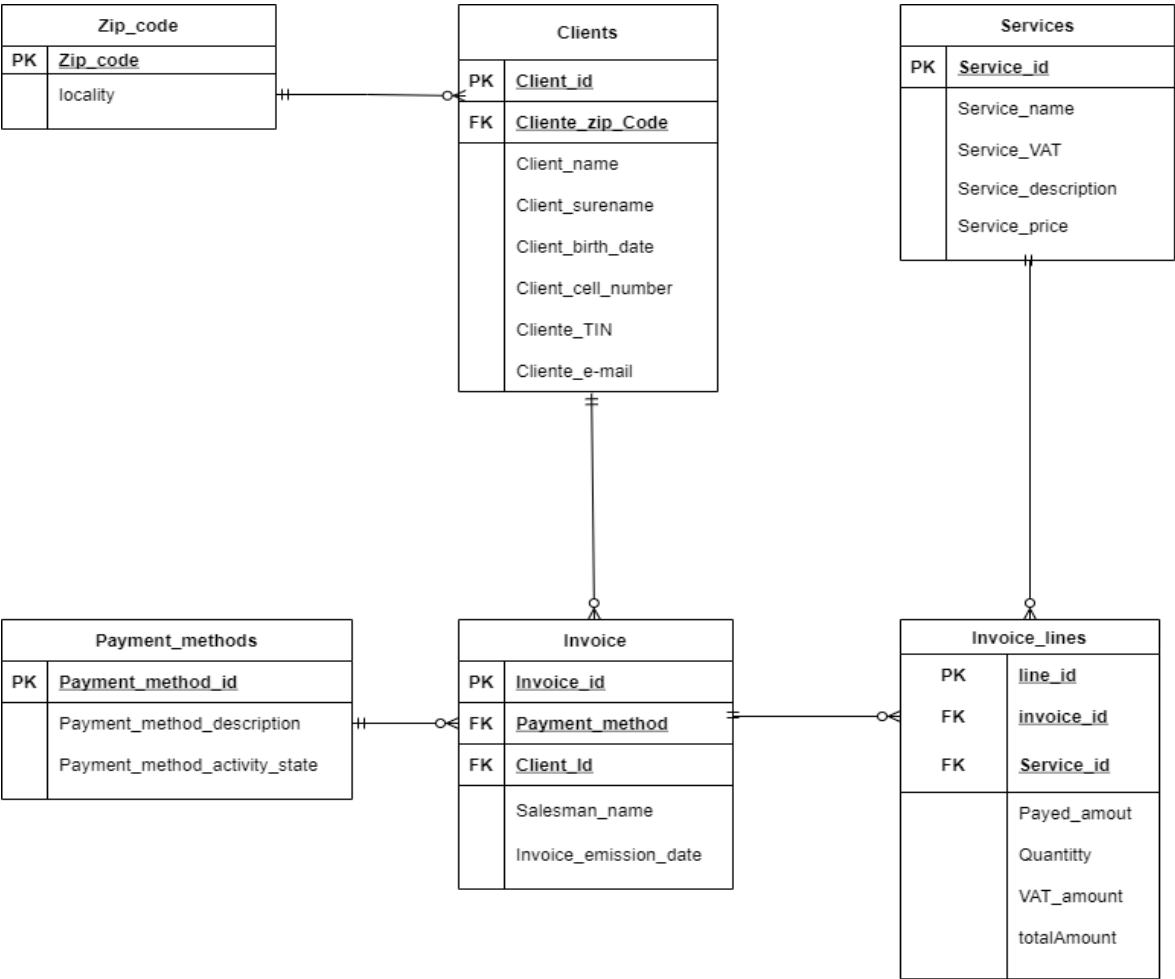 Zip_code
PK Zip_code
locality
Clients
PK Client_id
FK Cliente_zip_Code
Client_name
Client_surename
Client_birth_date
Client_cell_number
Cliente_TIN
Cliente_e-mail
Services
PK Service_id
Service_name
Service_VAT
Service_description
Service_price
Payment_methods
PK Payment_method_id
Payment_method_description
Payment_method_activity_state
Invoice
PK Invoice_id
FK Payment_method
FK Client_Id
Salesman_name
Invoice_emission_date
Invoice_lines
PK line_id
FK invoice_id
FK Service_id
Payed_amout
Quantitty
VAT_amount
totalAmount